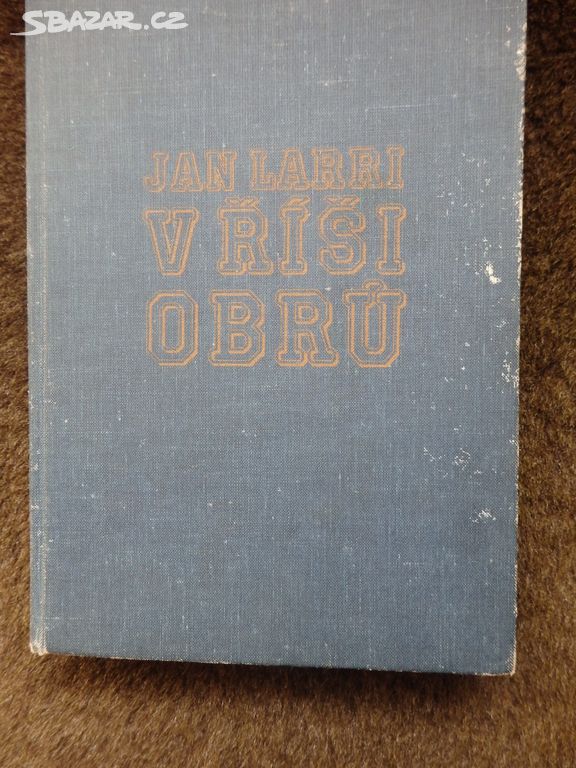 SBAZAR.CZ
JAN LARRI
V ŘÍŠI
OBRŮ